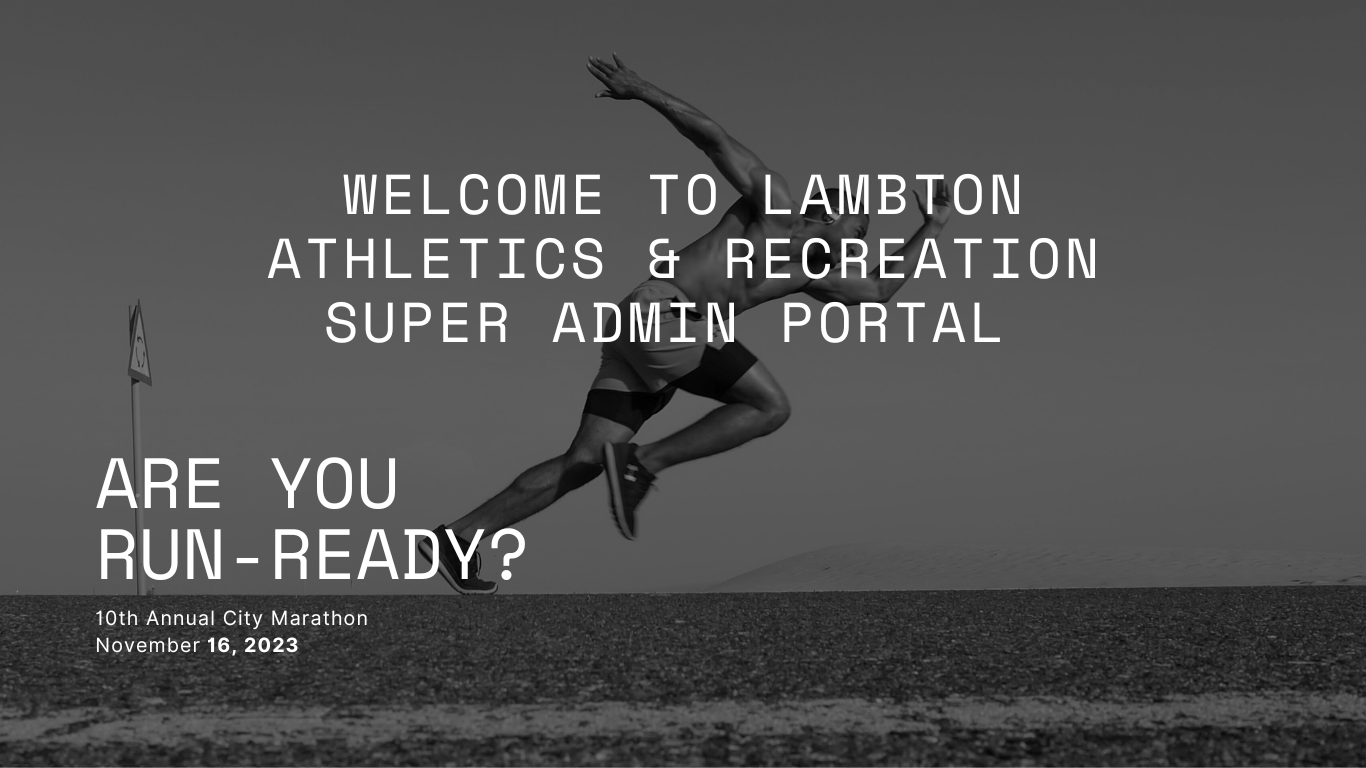 WELCOME TO LAMBTON
ATHLETICS & RECREATION
SUPER ADMIN PORTAL
ARE YOU
RUN-READY?
10th Annual City Marathon
November 16, 2023